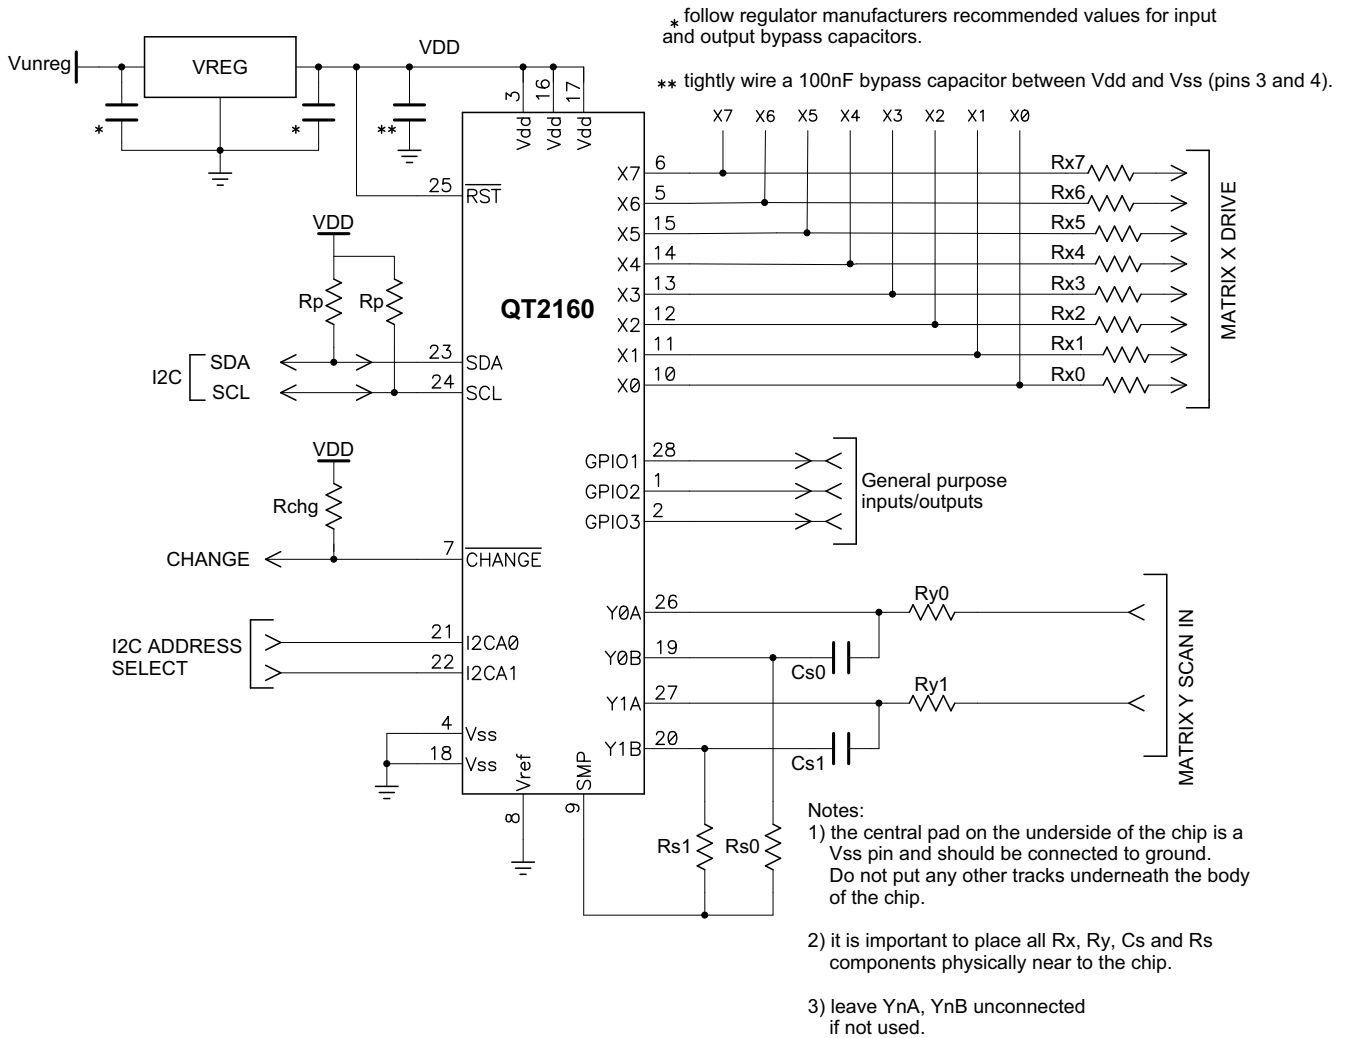 * follow regulator manufacturers recommended values for input
and output bypass capacitors.
** tightly wire a 100nF bypass capacitor between Vdd and Vss (pins 3 and 4).
Vunreg
VREG
VDD
*
*
**
3
16
17
Vdd
Vdd
Vdd
X7 X6 X5 X4 X3 X2 X1 X0
X7 6 Rx7
X6 5 Rx6
X5 15 Rx5
X4 14 Rx4
X3 13 Rx3
X2 12 Rx2
X1 11 Rx1
X0 10 Rx0
MATRIX X DRIVE
25 RST
VDD
Rp
Rp
QT2160
I2C
SDA 23 SDA
SCL 24 SCL
VDD
Rchg
CHANGE 7 CHANGE
GPIO1 28
GPIO2 1
GPIO3 2
General purpose
inputs/outputs
I2C ADDRESS
SELECT
21 I2CA0
22 I2CA1
4 Vss
18 Vss
Vref
8
SMP
9
Y0A 26 Ry0
Y0B 19 Cs0
Y1A 27 Ry1
Y1B 20 Cs1
MATRIX Y SCAN IN
Rs1
Rs0
Notes:
1) the central pad on the underside of the chip is a
Vss pin and should be connected to ground.
Do not put any other tracks underneath the body
of the chip.
2) it is important to place all Rx, Ry, Cs and Rs
components physically near to the chip.
3) leave YnA, YnB unconnected
if not used.